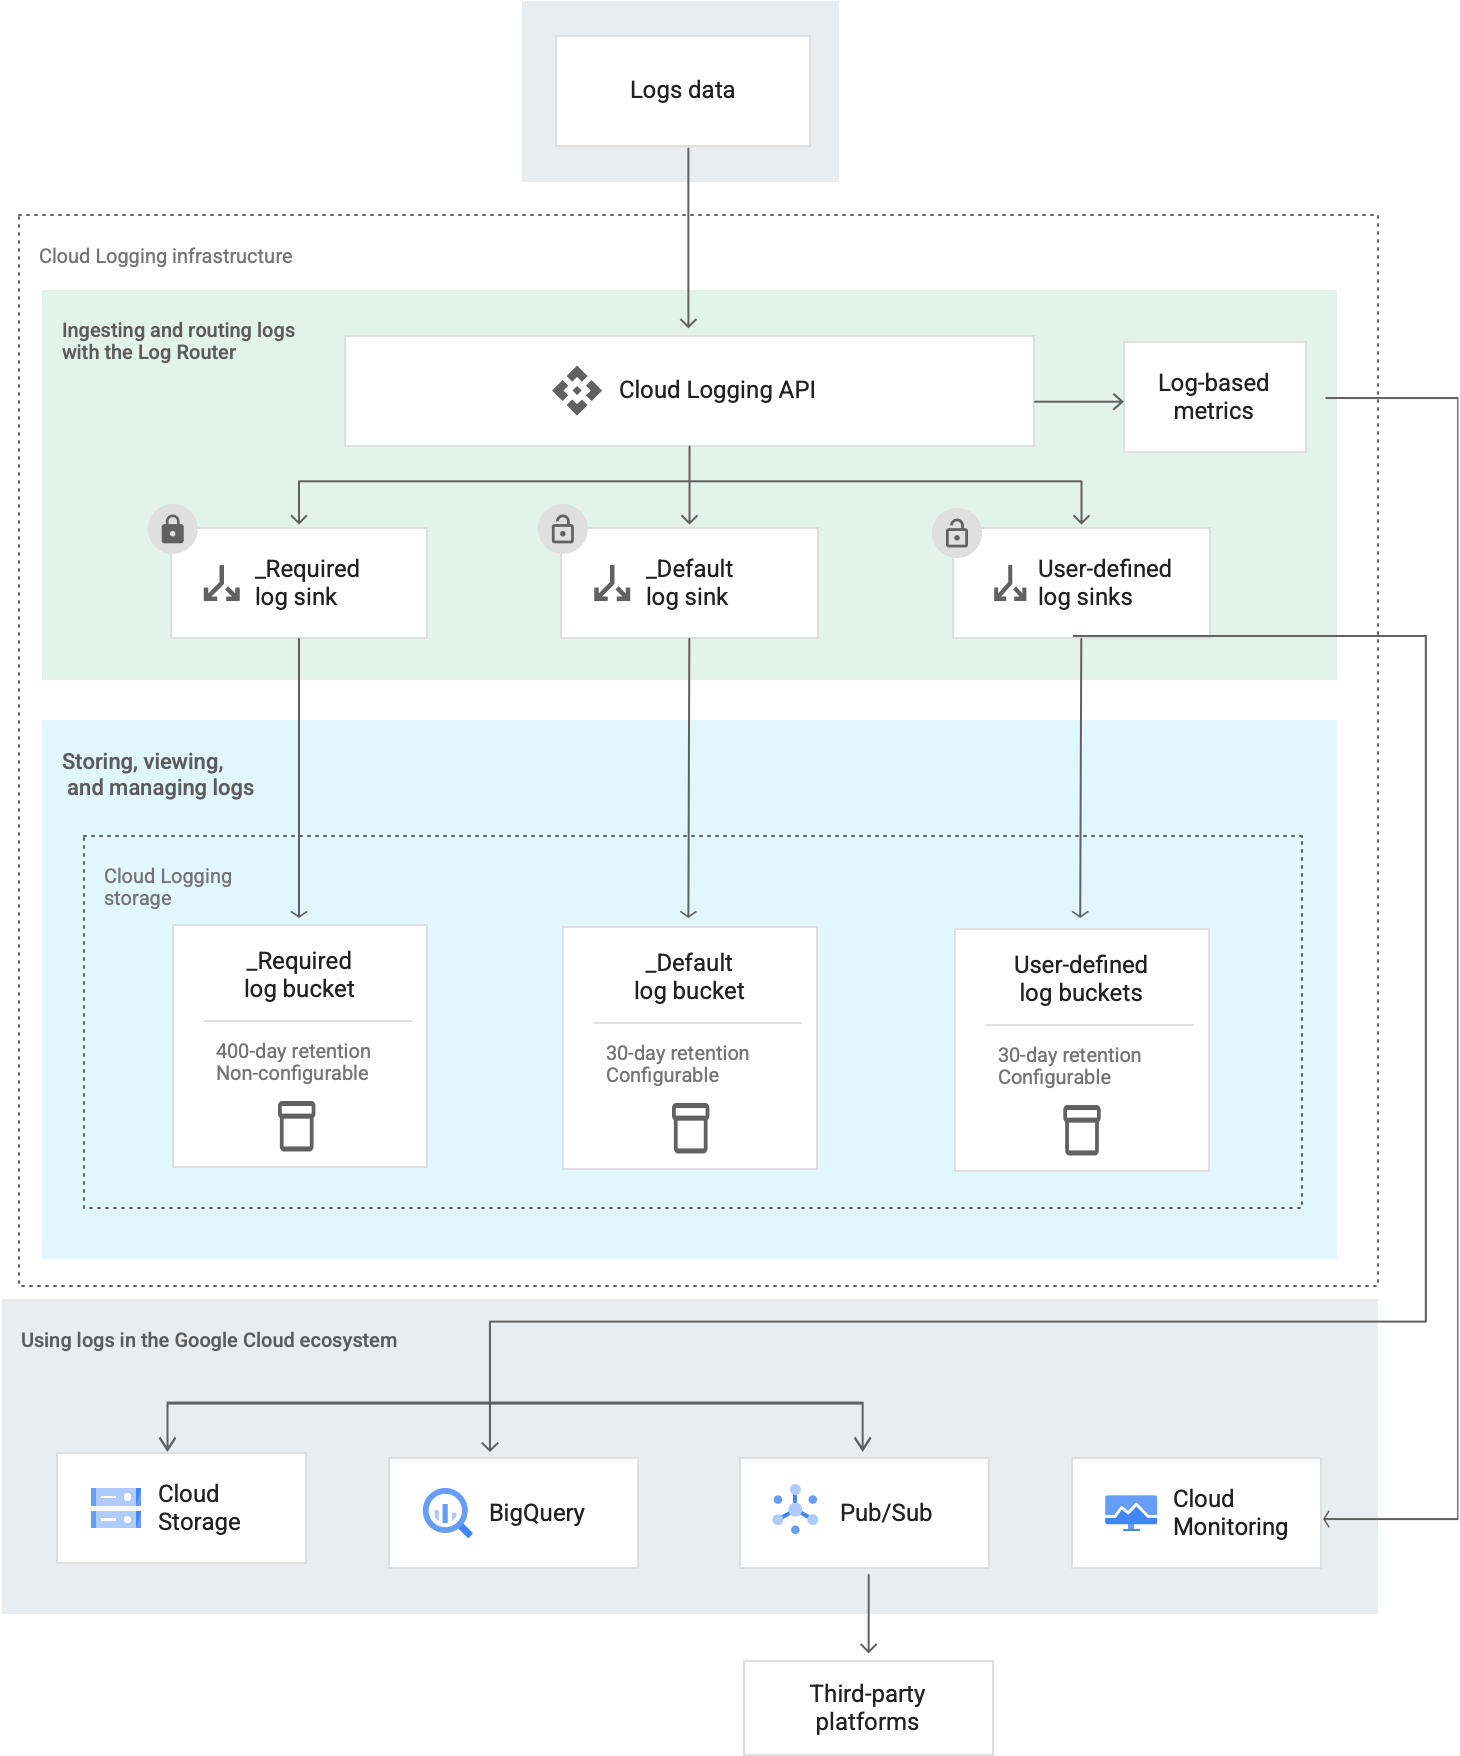 Logs data
Cloud Logging infrastructure
Ingesting and routing logs
with the Log Router
Cloud Logging API
Log-based
metrics
_Required
log sink
_Default
log sink
User-defined
log sinks
Storing, viewing,
and managing logs
Cloud Logging
storage
_Required
log bucket
400-day retention
Non-configurable
_Default
log bucket
30-day retention
Configurable
User-defined
log buckets
30-day retention
Configurable
Using logs in the Google Cloud ecosystem
Cloud
Storage
BigQuery
Pub/Sub
Cloud
Monitoring
Third-party
platforms